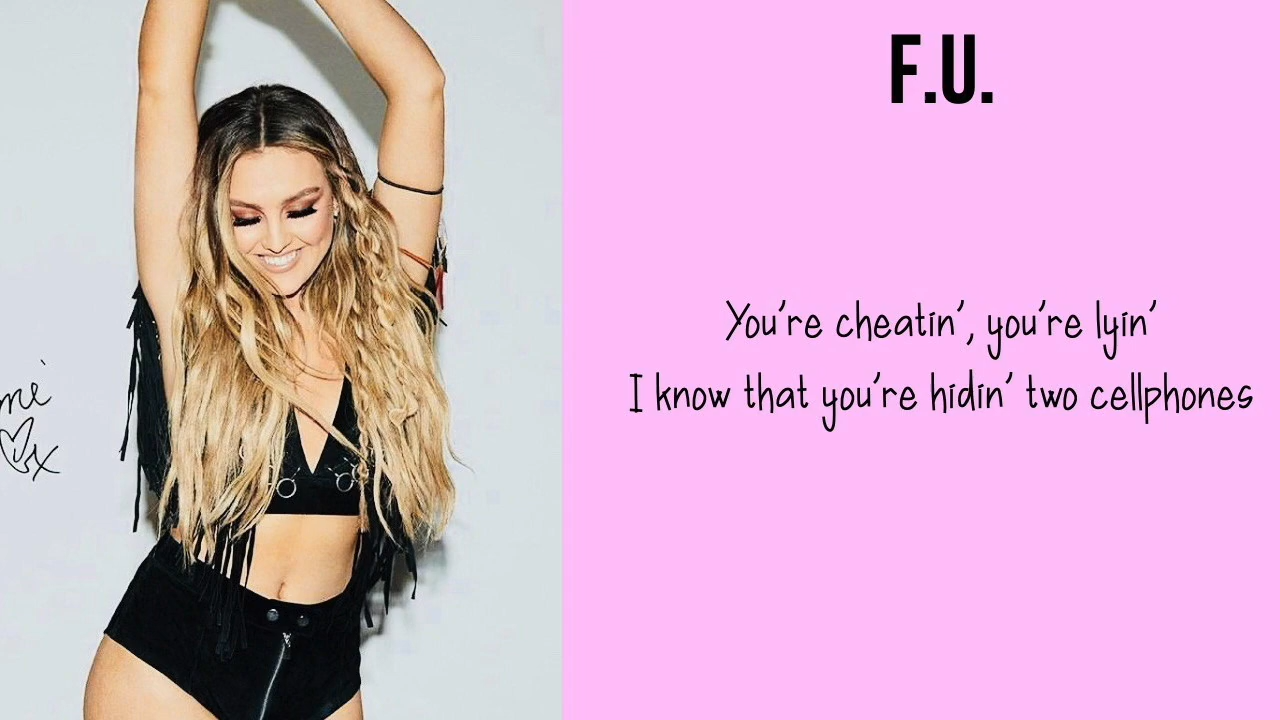 F.U.
You're cheatin', you're lyin'
I know that you're hidin' two cellphones